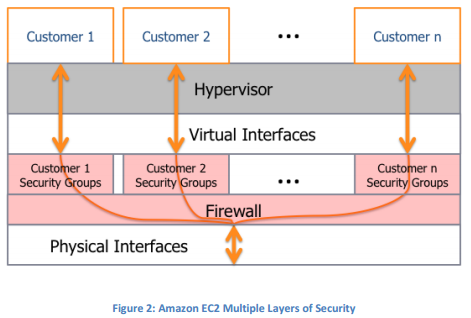 Customer 1 Customer 2 ... Customer n
Hypervisor
Virtual Interfaces
Customer 1 Customer 2 ... Customer n
Security Groups Security Groups Security Groups
Firewall
Physical Interfaces
Figure 2: Amazon EC2 Multiple Layers of Security